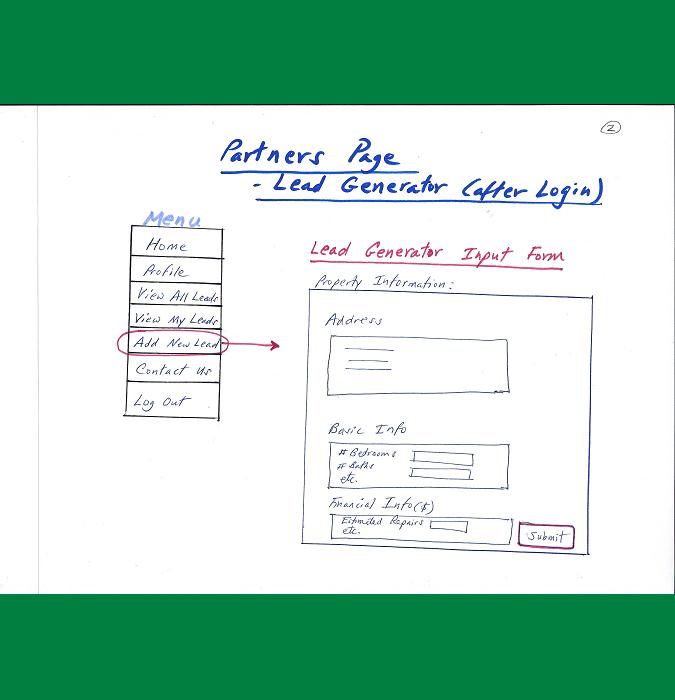 2
Partners Page
- Lead Generator (after Login)
Menu
Home
Profile
View All Leads
View My Leads
Add New Lead
Contact Us
Log Out
Lead Generator Input Form
Property Information:
Address
Basic Info
# Bedrooms
# Baths
etc.
Financial Info($)
Estimated Repairs
etc.
Submit